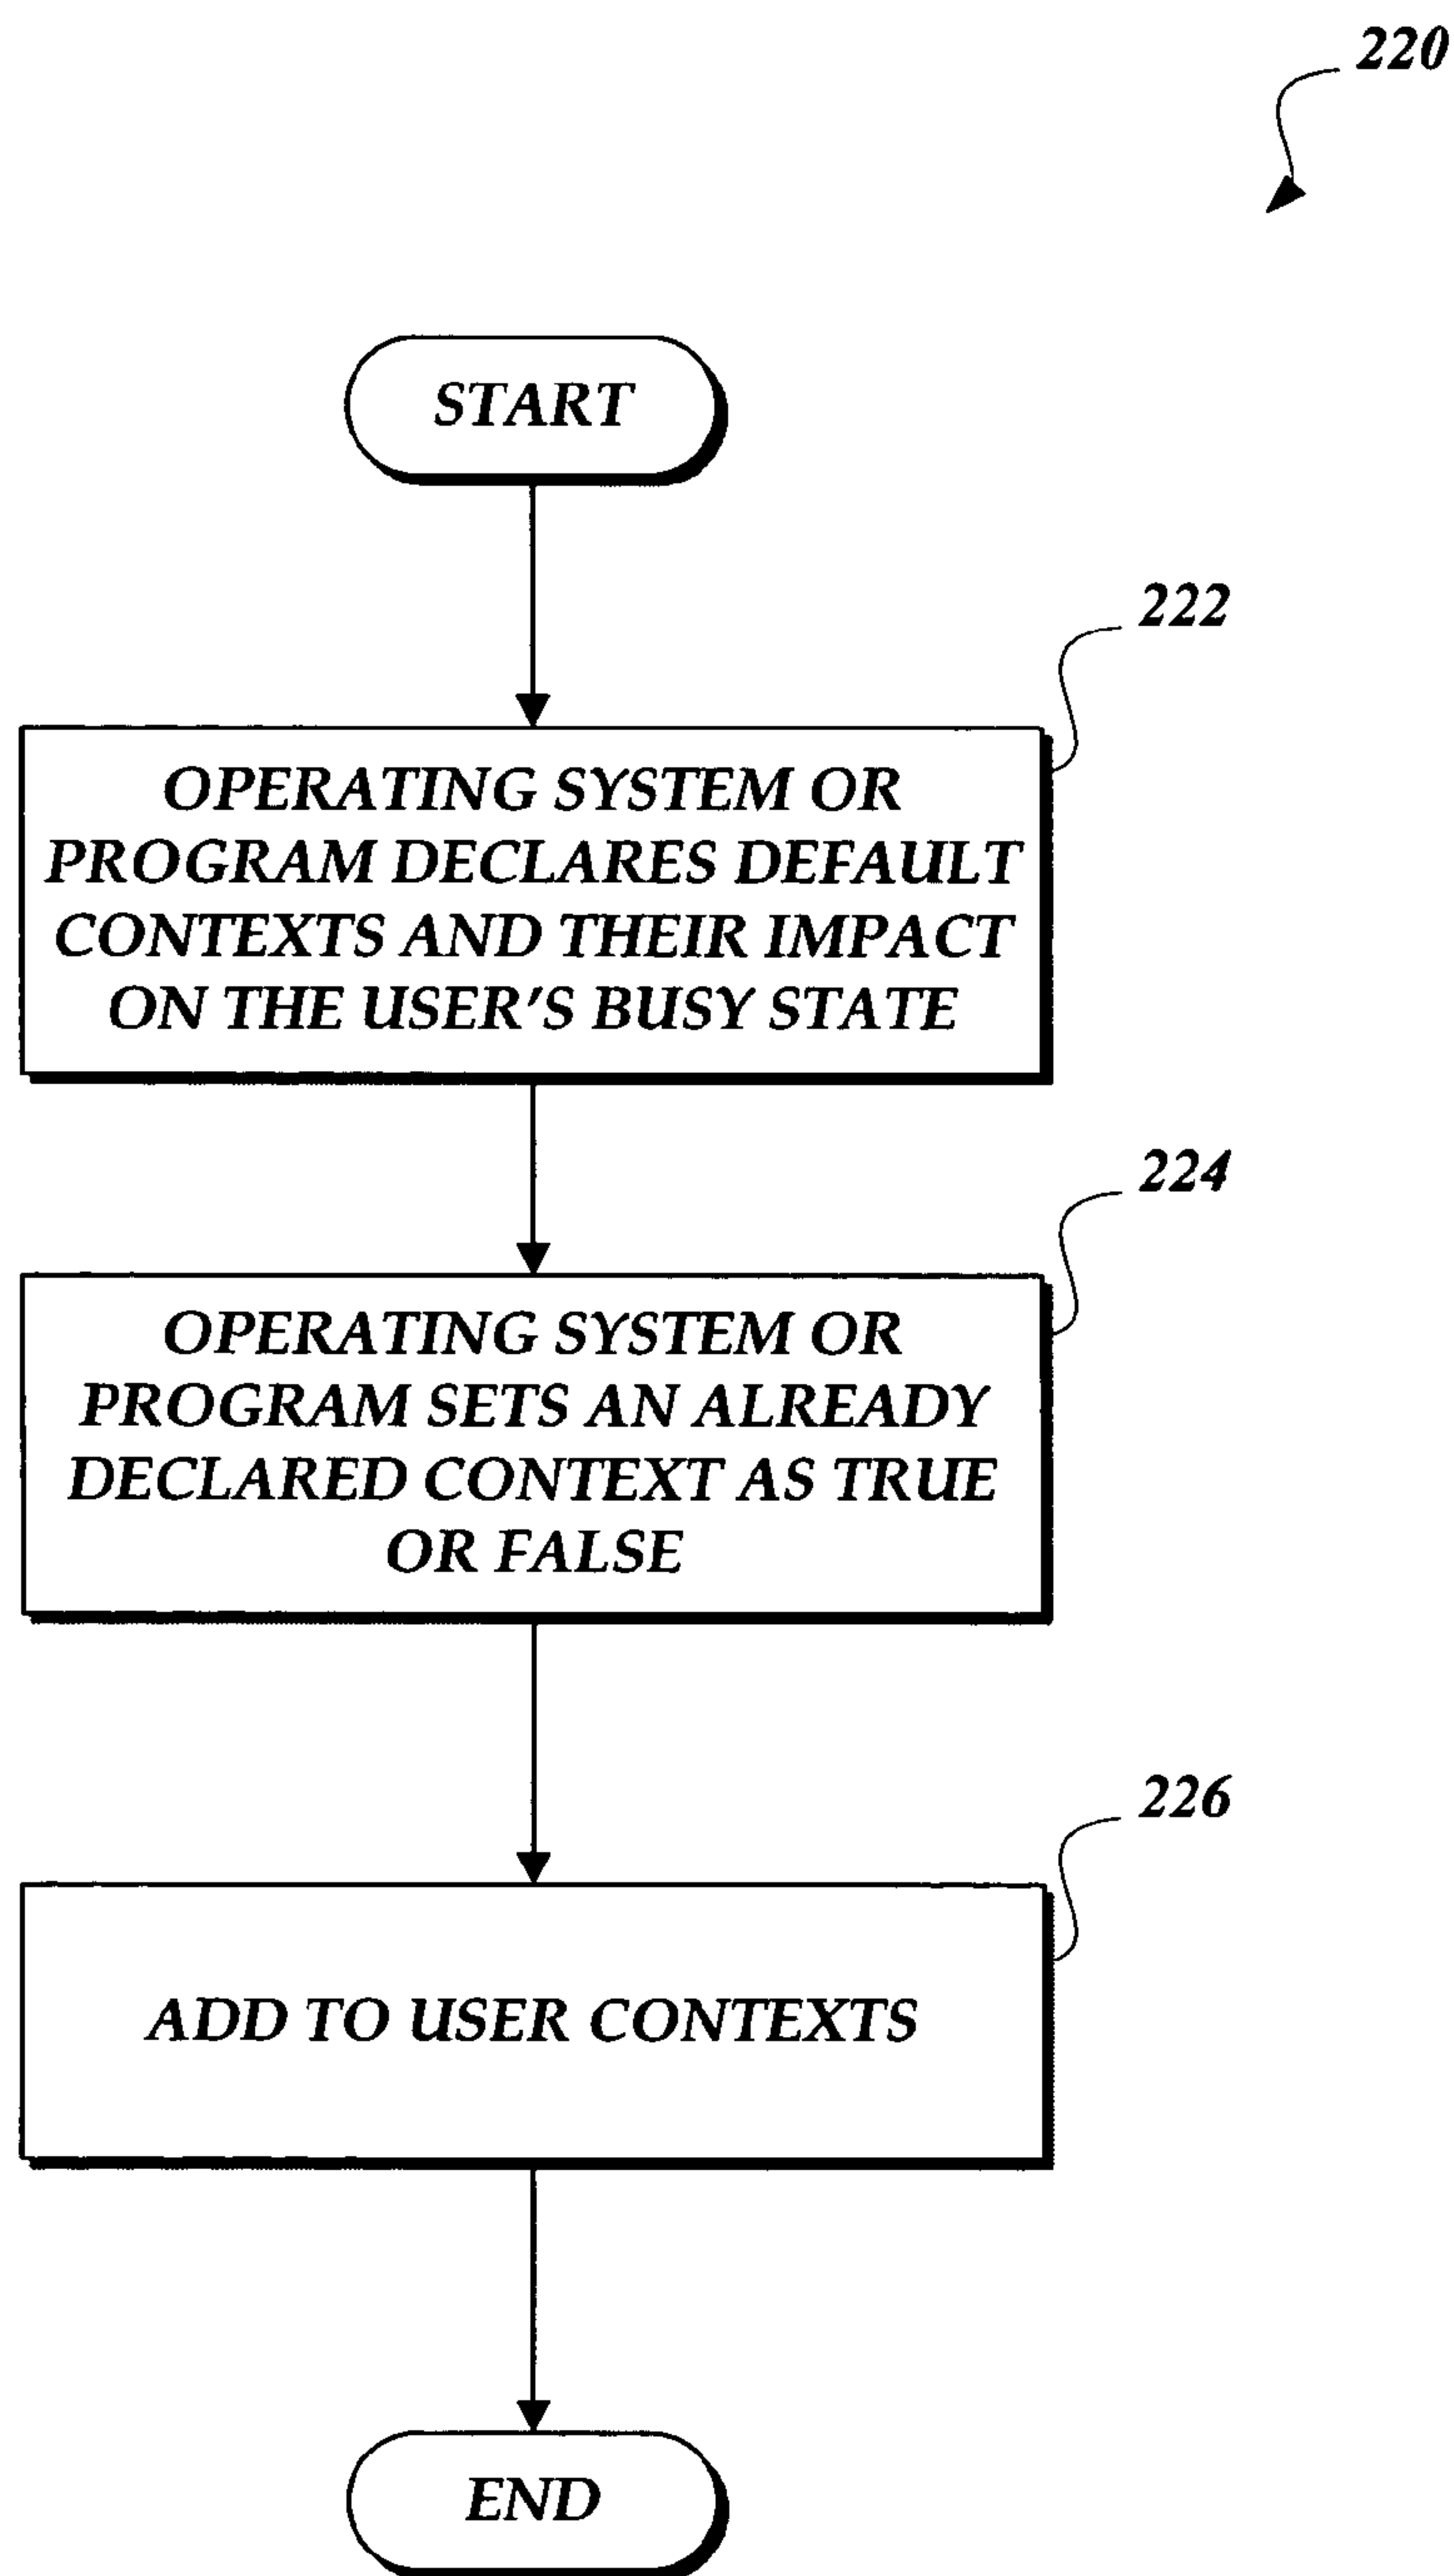 220
START
222
OPERATING SYSTEM OR
PROGRAM DECLARES DEFAULT
CONTEXTS AND THEIR IMPACT
ON THE USER'S BUSY STATE
224
OPERATING SYSTEM OR
PROGRAM SETS AN ALREADY
DECLARED CONTEXT AS TRUE
OR FALSE
226
ADD TO USER CONTEXTS
END